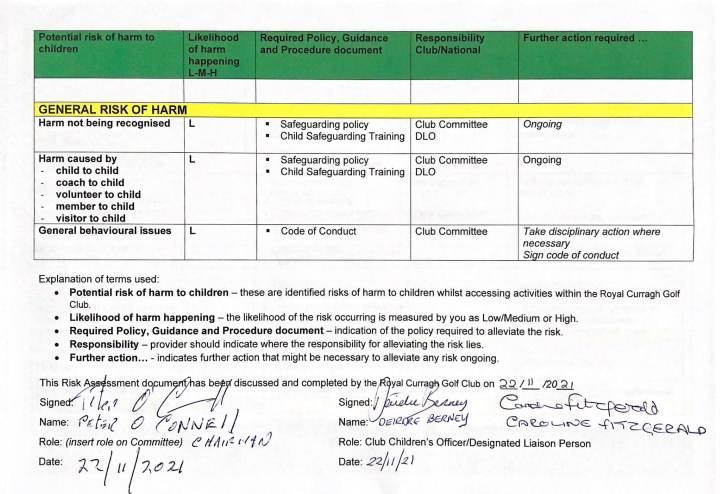 Potential risk of harm to children
Likelihood of harm happening L-M-H
Required Policy, Guidance and Procedure document
Responsibility Club/National
Further action required ...
GENERAL RISK OF HARM
Harm not being recognised
L
▪ Safeguarding policy
▪ Child Safeguarding Training
Club Committee
DLO
Ongoing
Harm caused by
- child to child
- coach to child
- volunteer to child
- member to child
- visitor to child
L
▪ Safeguarding policy
▪ Child Safeguarding Training
Club Committee
DLO
Ongoing
General behavioural issues
L
▪ Code of Conduct
Club Committee
Take disciplinary action where
necessary
Sign code of conduct
Explanation of terms used:
• Potential risk of harm to children – these are identified risks of harm to children whilst accessing activities within the Royal Curragh Golf
Club.
• Likelihood of harm happening – the likelihood of the risk occurring is measured by you as Low/Medium or High.
• Required Policy, Guidance and Procedure document – indication of the policy required to alleviate the risk.
• Responsibility – provider should indicate where the responsibility for alleviating the risk lies.
• Further action... - indicates further action that might be necessary to alleviate any risk ongoing.
This Risk Assessment document has been discussed and completed by the Royal Curragh Golf Club on 22/11/2021
Signed:
Name: PETER O CONNELL
Role: (insert role on Committee) CHAIRMAN
Date: 22/11/2021
Signed: Deirdre Berney Caroline Fitzgerald
Name: DEIRDRE BERNEY CAROLINE FITZGERALD
Role: Club Children's Officer/Designated Liaison Person
Date: 22/11/21